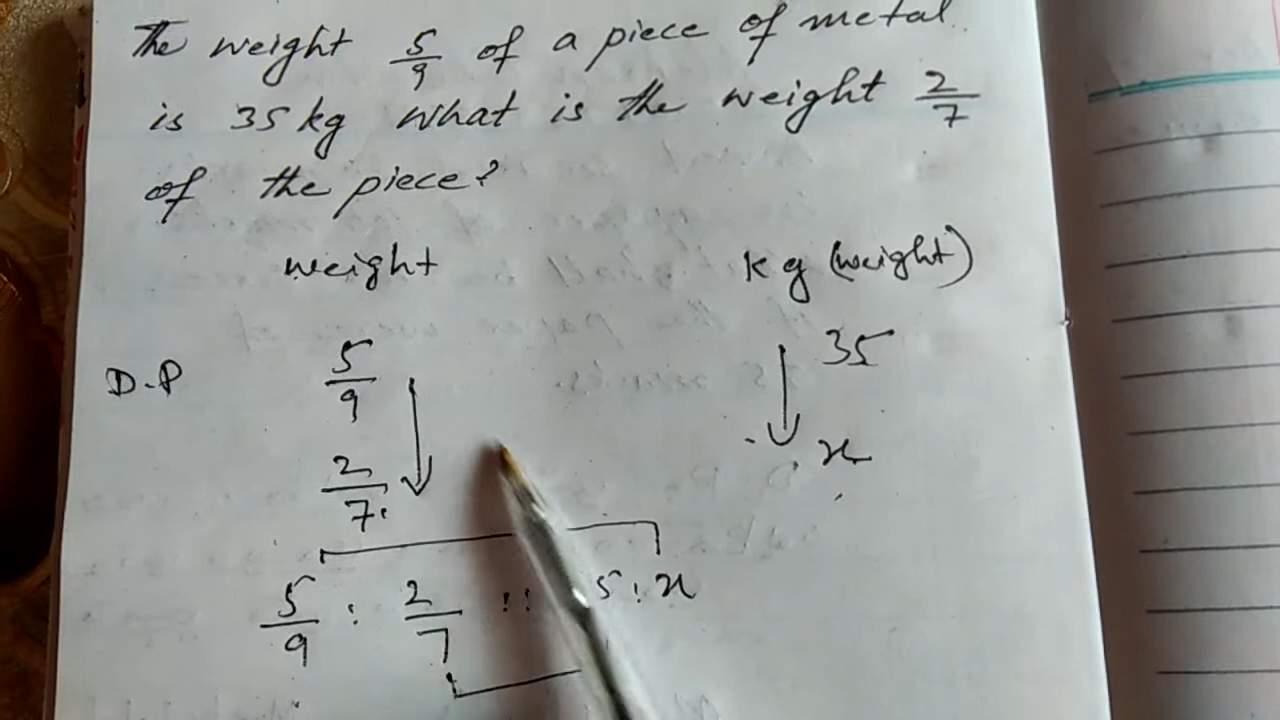 The weight 5/9 of a piece of metal
is 35 kg what is the weight 2/7
of the piece?
weight kg (weight)
D.P 5/9 35
2/7 x
5/9 : 2/7 :: 5 : x